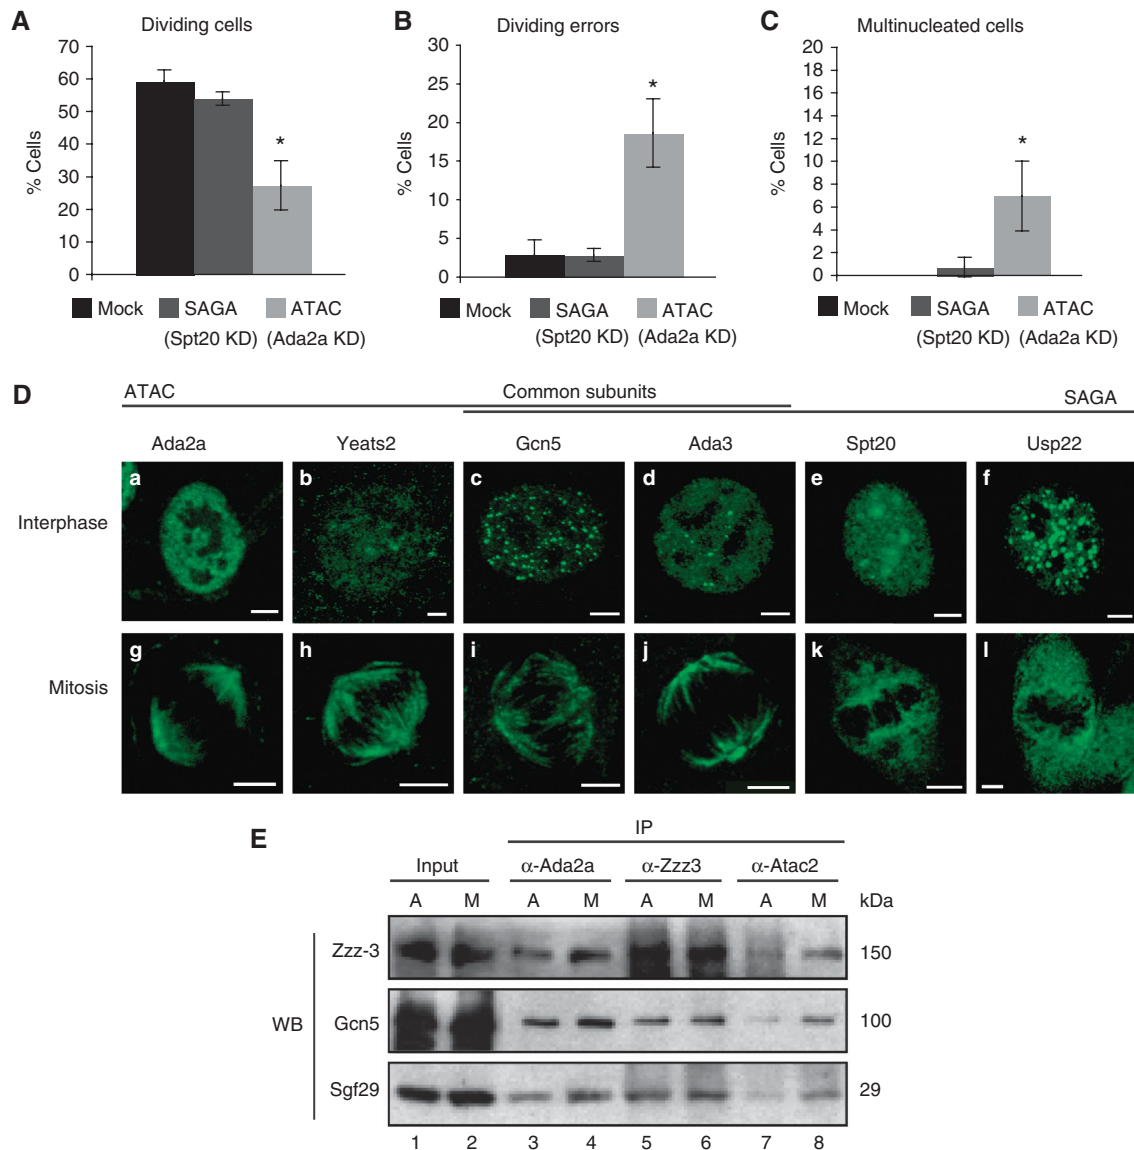 A Dividing cells
70
60
50
40
30
20
10
0
% Cells
*
Mock SAGA ATAC
(Spt20 KD) (Ada2a KD)
B Dividing errors
30
25
20
15
10
5
0
% Cells
*
Mock SAGA ATAC
(Spt20 KD) (Ada2a KD)
C Multinucleated cells
20
18
16
14
12
10
8
6
4
2
0
% Cells
*
Mock SAGA ATAC
(Spt20 KD) (Ada2a KD)
D ATAC Common subunits SAGA
Ada2a Yeats2 Gcn5 Ada3 Spt20 Usp22
Interphase a b c d e f
Mitosis g h i j k l
E IP
Input α-Ada2a α-Zzz3 α-Atac2
A M A M A M A M kDa
Zzz-3 150
WB Gcn5 100
Sgf29 29
1 2 3 4 5 6 7 8